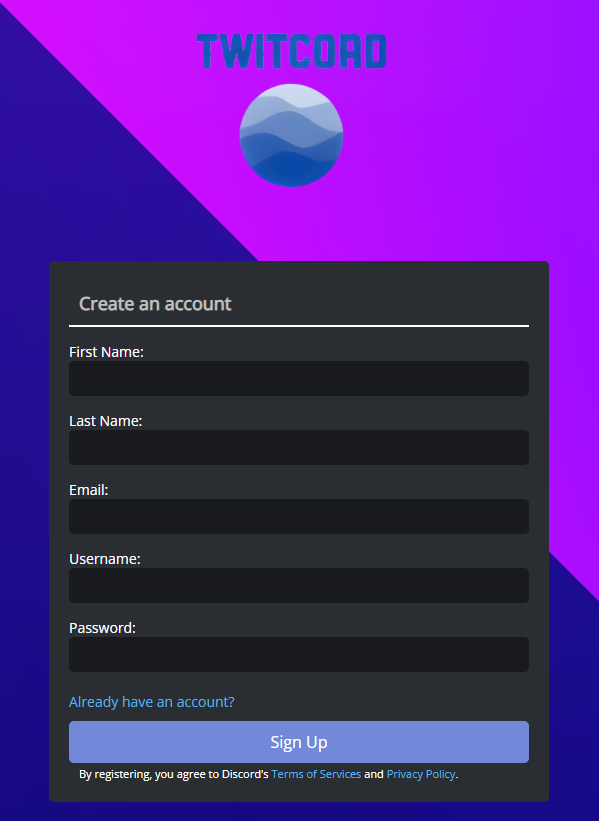 TWITCORD
Create an account
First Name:
Last Name:
Email:
Username:
Password:
Already have an account?
Sign Up
By registering, you agree to Discord's Terms of Services and Privacy Policy.